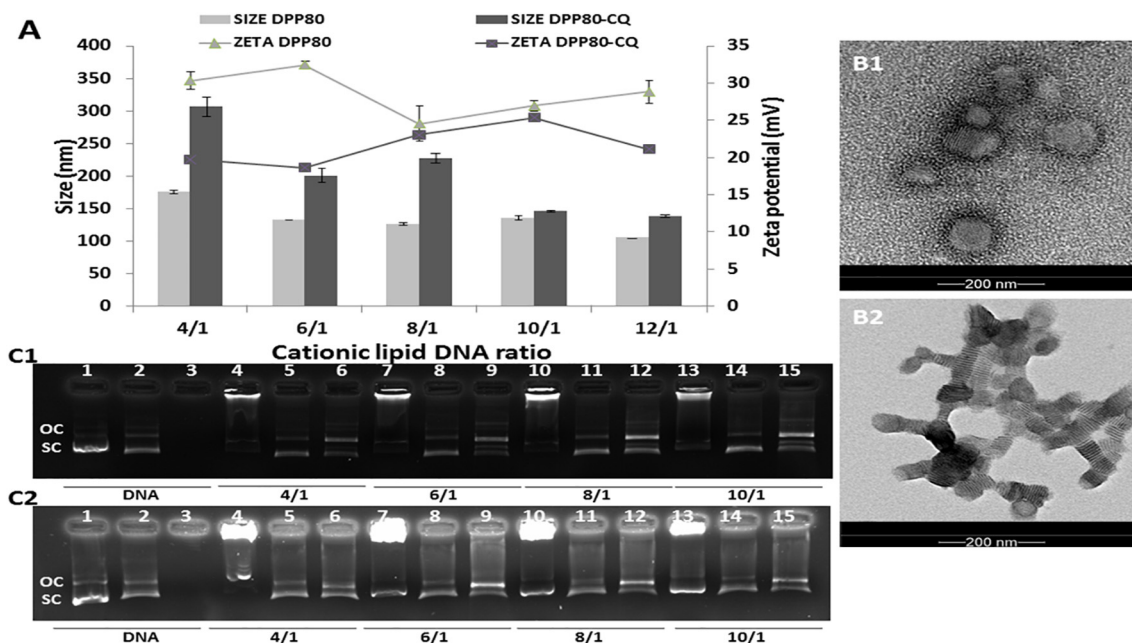 A
SIZE DPP80
SIZE DPP80-CQ
ZETA DPP80
ZETA DPP80-CQ
Size (nm)
400
350
300
250
200
150
100
50
0
35
30
25
20
15
10
5
0
Zeta potential (mV)
4/1 6/1 8/1 10/1 12/1
Cationic lipid DNA ratio
B1
200 nm
B2
200 nm
C1
1 2 3 4 5 6 7 8 9 10 11 12 13 14 15
OC
SC
DNA 4/1 6/1 8/1 10/1
C2
1 2 3 4 5 6 7 8 9 10 11 12 13 14 15
OC
SC
DNA 4/1 6/1 8/1 10/1